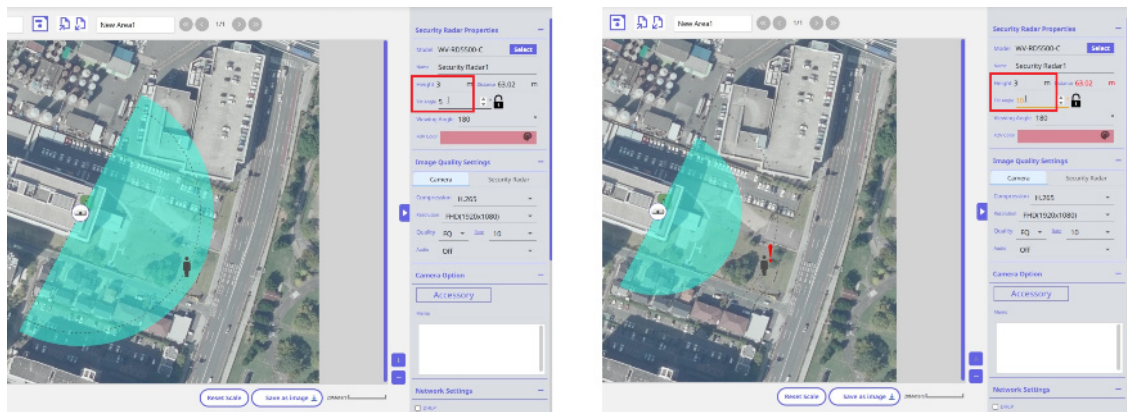 New Area1
1/1
Security Radar Properties
Model WV-RD5500-C Select
Name Security Radar1
Height 3 m Distance 63.02 m
Tilt angle 5
Viewing Angle 180 °
FOV Color
Image Quality Settings
Camera Security Radar
Compression H.265
Resolution FHD(1920x1080)
Quality FQ fps 10
Audio Off
Camera Option
Accessory
Memo
Reset Scale
Save as image
Network Settings
New Area1
1/1
Security Radar Properties
Model WV-RD5500-C Select
Name Security Radar1
Height 3 m Distance 63.02 m
Tilt angle 10
Viewing Angle 180 °
FOV Color
Image Quality Settings
Camera Security Radar
Compression H.265
Resolution FHD(1920x1080)
Quality FQ fps 10
Audio Off
Camera Option
Accessory
Memo
Reset Scale
Save as image
Network Settings